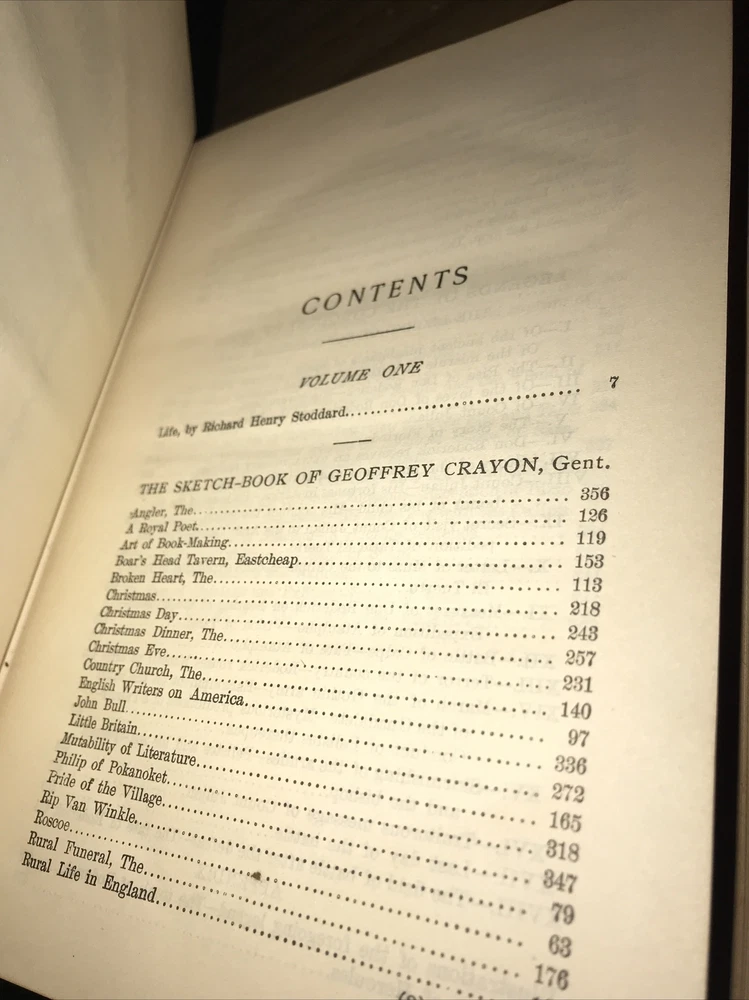 CONTENTS
VOLUME ONE
Life, by Richard Henry Stoddard 7
THE SKETCH-BOOK OF GEOFFREY CRAYON, Gent.
Angler, The 356
A Royal Poet 126
Art of Book-Making 119
Boar's Head Tavern, Eastcheap 153
Broken Heart, The 113
Christmas 218
Christmas Day 243
Christmas Dinner, The 257
Christmas Eve 231
Country Church, The 140
English Writers on America 97
John Bull 336
Little Britain 272
Mutability of Literature 165
Philip of Pokanoket 318
Pride of the Village 347
Rip Van Winkle 79
Roscoe 63
Rural Funeral, The 176
Rural Life in England